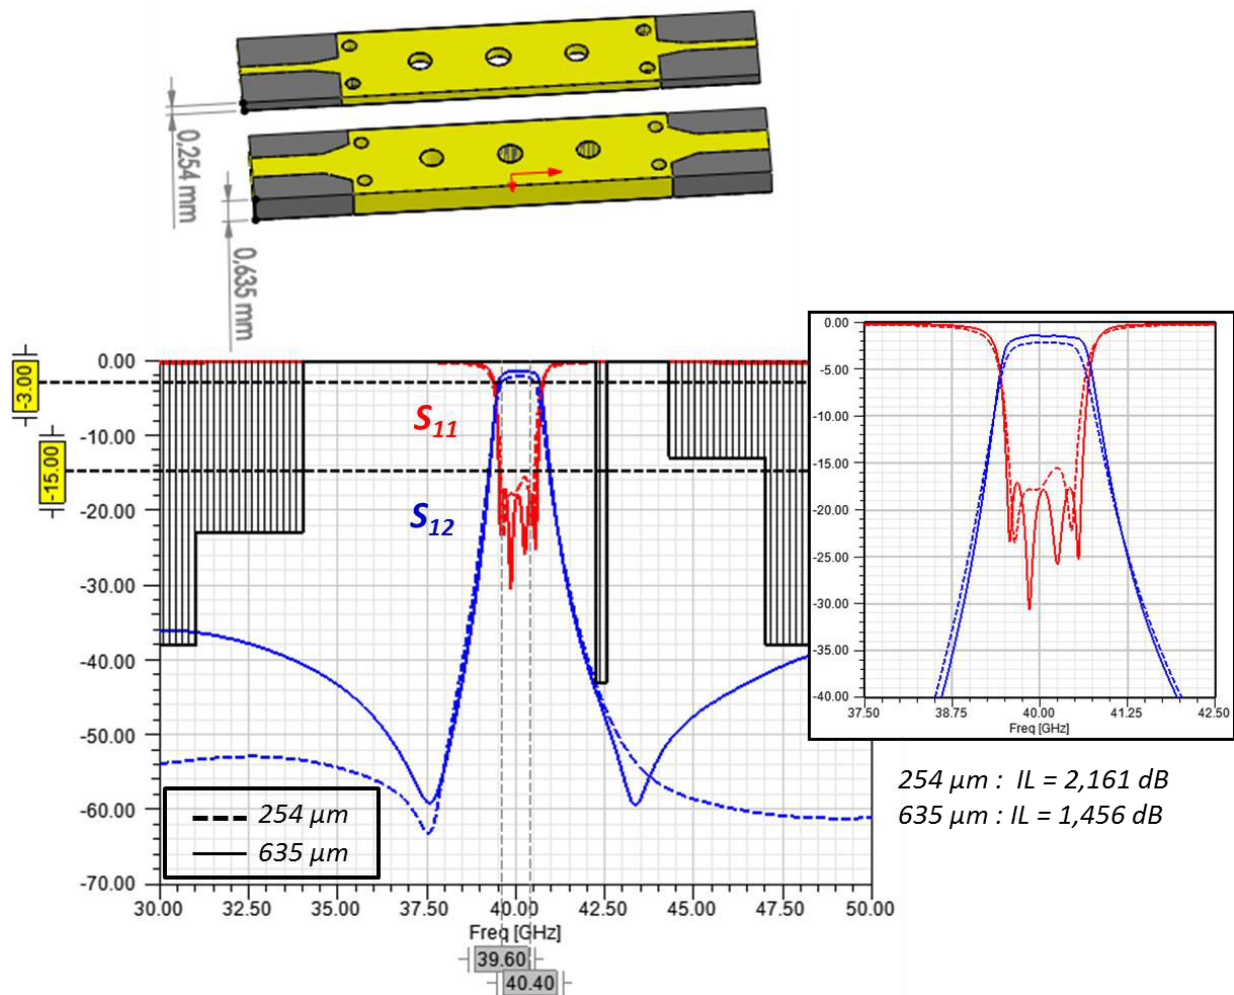 0,254 mm
0,635 mm
-3.00
-15.00
0.00
-10.00
-20.00
-30.00
-40.00
-50.00
-60.00
-70.00
S11
S12
254 µm
635 µm
30.00 32.50 35.00 37.50 40.00 42.50 45.00 47.50 50.00
Freq [GHz]
39.60
40.40
0.00
-5.00
-10.00
-15.00
-20.00
-25.00
-30.00
-35.00
-40.00
37.50 38.75 40.00 41.25 42.50
Freq [GHz]
254 µm : IL = 2,161 dB
635 µm : IL = 1,456 dB